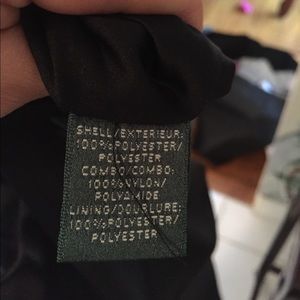 SHELL/EXTERIEUR:
100%POLYESTER/
POLYESTER
COMBO/COMBO:
100%NYLON/
POLYAMIDE
LINING/DOUBLURE:
100%POLYESTER/
POLYESTER